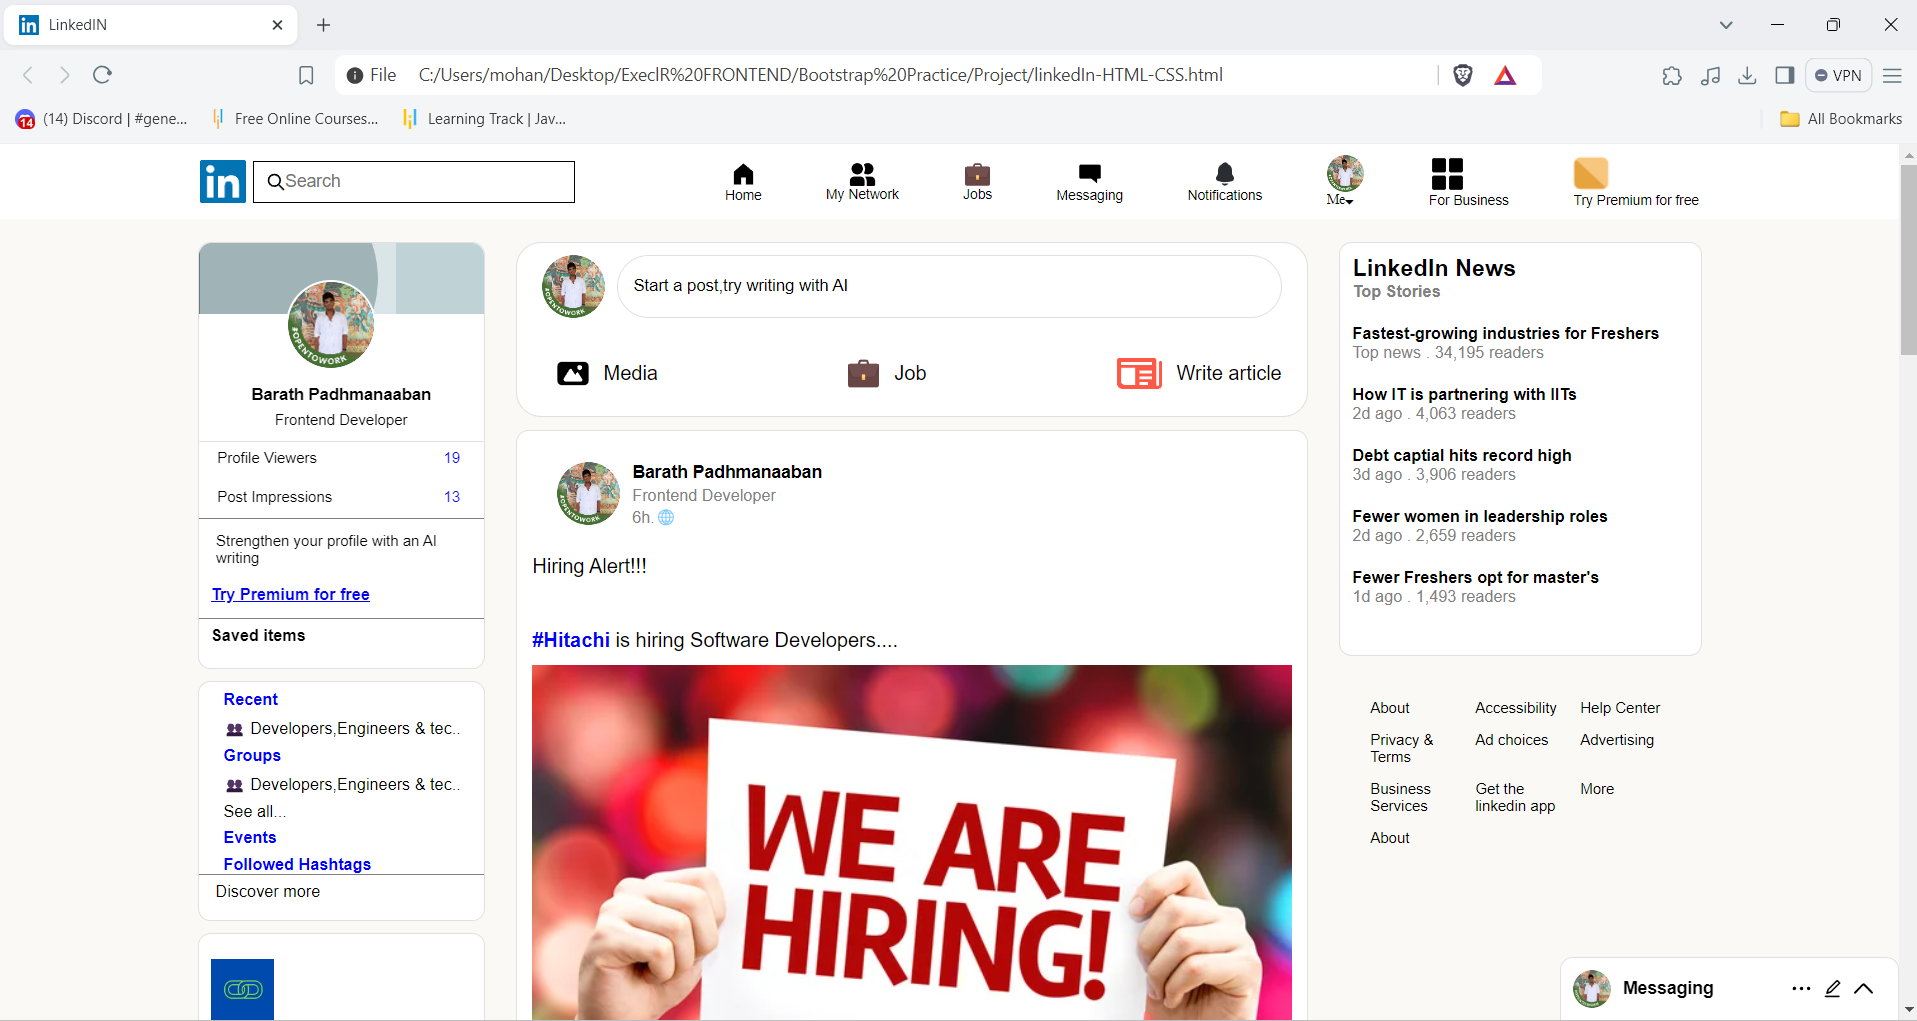 LinkedIN
File C:/Users/mohan/Desktop/ExecIR%20FRONTEND/Bootstrap%20Practice/Project/linkedIn-HTML-CSS.html
VPN
14 (14) Discord | #gene...
Free Online Courses...
Learning Track | Jav...
All Bookmarks
in
Search
Home
My Network
Jobs
Messaging
Notifications
Me
For Business
Try Premium for free
#OPENTOWORK
Barath Padhmanaaban
Frontend Developer
Profile Viewers 19
Post Impressions 13
Strengthen your profile with an AI
writing
Try Premium for free
Saved items
Recent
Developers,Engineers & tec..
Groups
Developers,Engineers & tec..
See all...
Events
Followed Hashtags
Discover more
#OPENTOWORK
Start a post,try writing with AI
Media
Job
Write article
#OPENTOWORK
Barath Padhmanaaban
Frontend Developer
6h.
Hiring Alert!!!
#Hitachi is hiring Software Developers....
WE ARE
HIRING!
LinkedIn News
Top Stories
Fastest-growing industries for Freshers
Top news . 34,195 readers
How IT is partnering with IITs
2d ago . 4,063 readers
Debt captial hits record high
3d ago . 3,906 readers
Fewer women in leadership roles
2d ago . 2,659 readers
Fewer Freshers opt for master's
1d ago . 1,493 readers
About Accessibility Help Center
Privacy & Ad choices Advertising
Terms
Business Get the More
Services linkedin app
About
Messaging